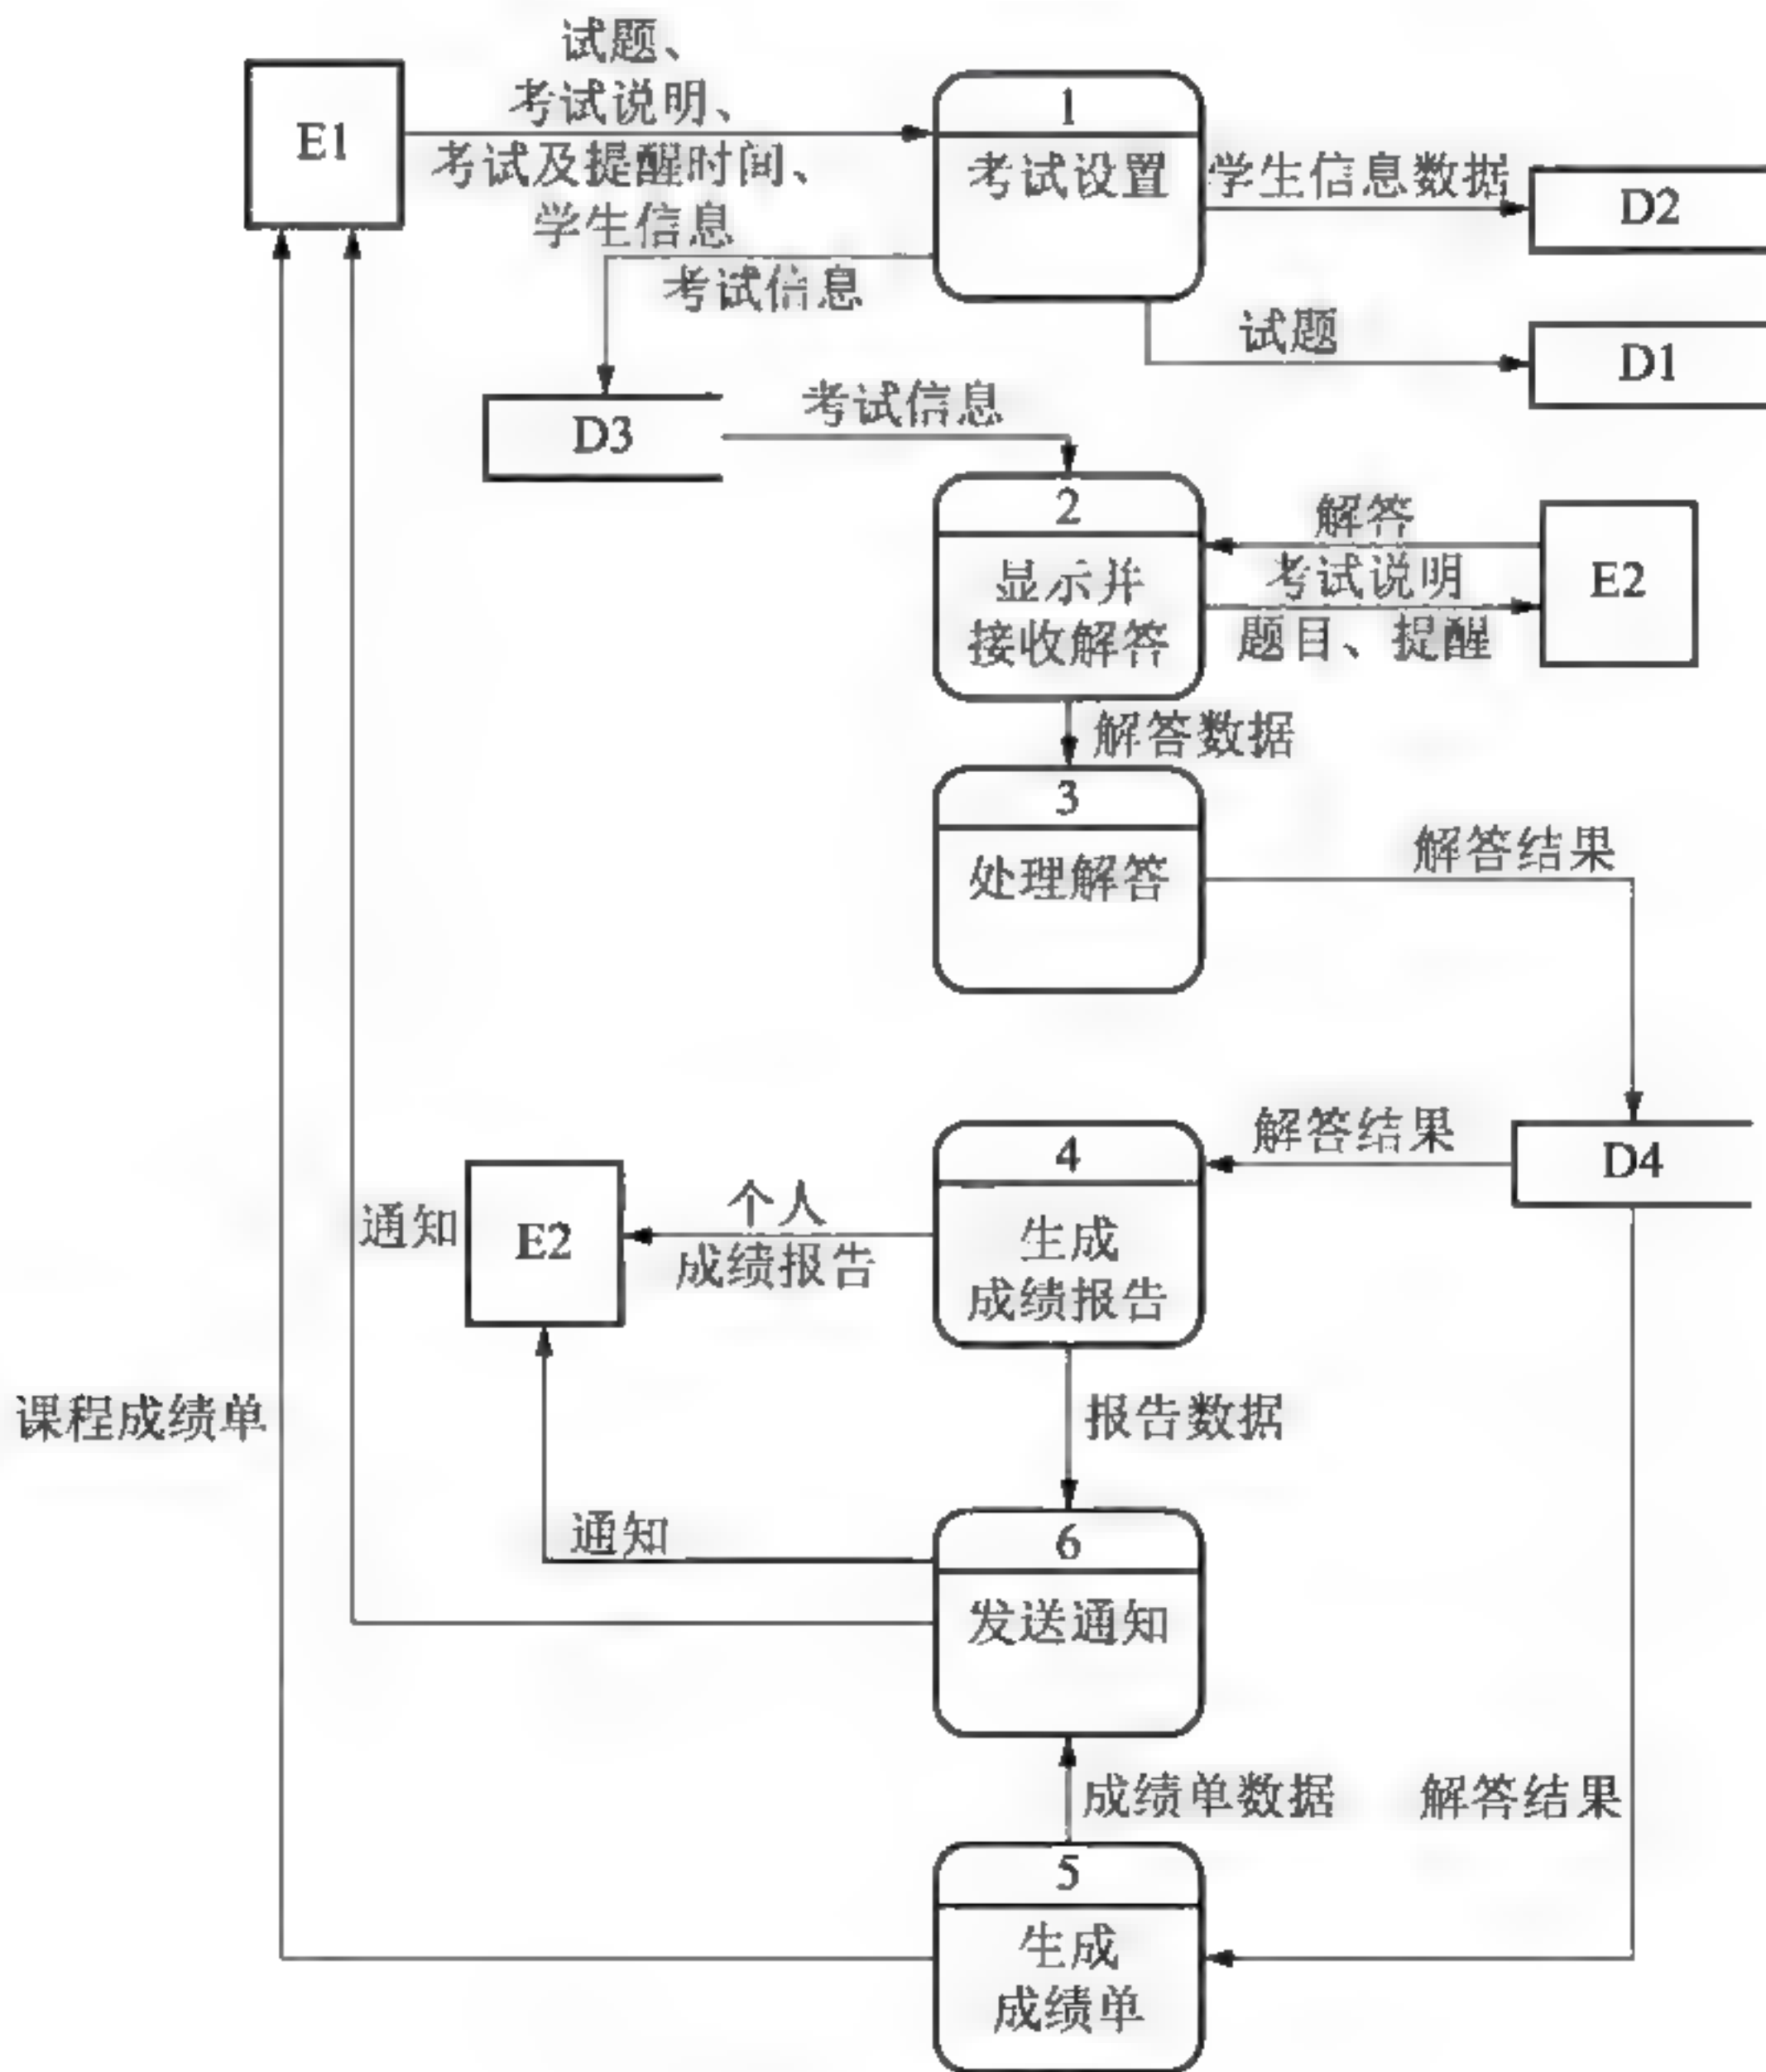 试题、
考试说明、
考试及提醒时间、
学生信息
E1
1
考试设置
学生信息数据
D2
考试信息
试题
D1
D3
考试信息
2
显示并
接收解答
解答
考试说明
题目、提醒
E2
解答数据
3
处理解答
解答结果
4
生成
成绩报告
解答结果
D4
个人
成绩报告
E2
通知
课程成绩单
报告数据
通知
6
发送通知
成绩单数据
解答结果
5
生成
成绩单